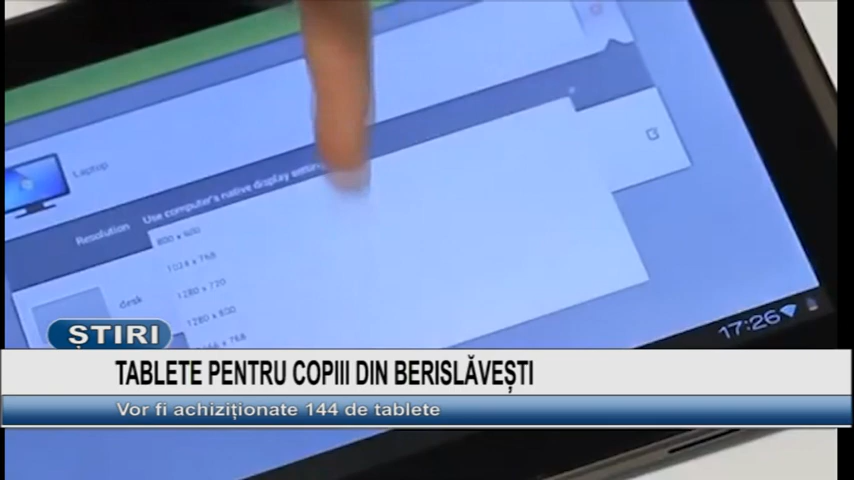 Laptop
Resolution Use computer's native display
800 x 600
1024 x 768
1280 x 720
desk
1280 x 800
x 768
17:26
ȘTIRI
TABLETE PENTRU COPIII DIN BERISLĂVEȘTI
Vor fi achiziționate 144 de tablete